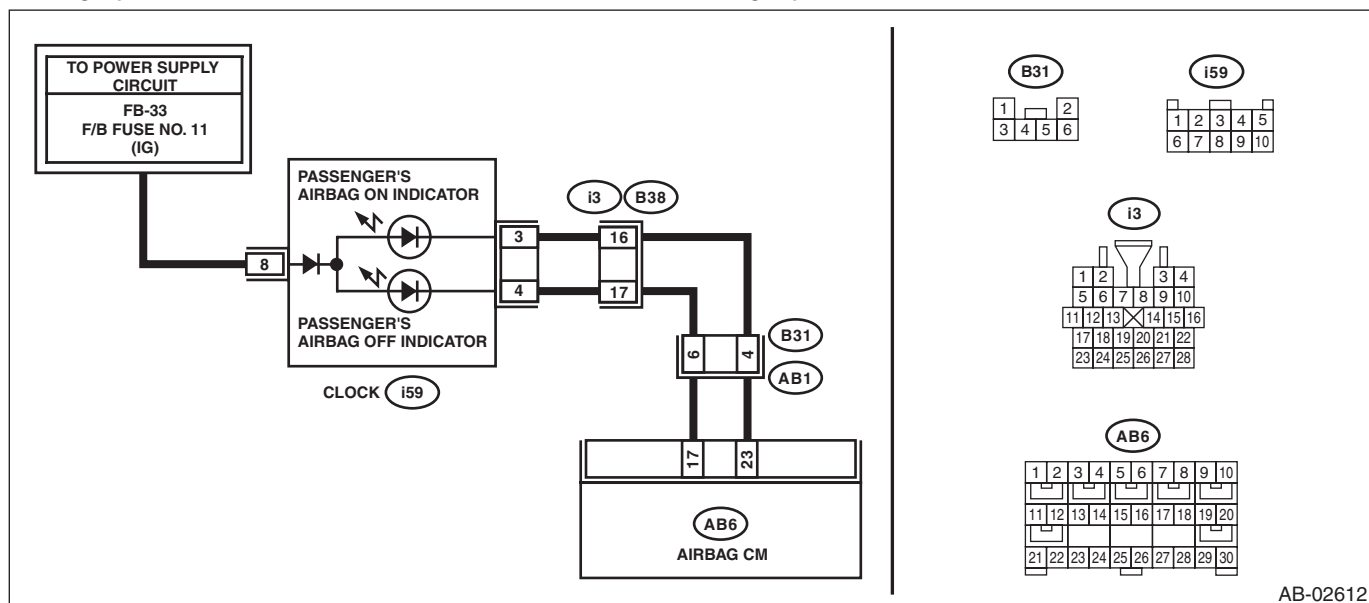 TO POWER SUPPLY
CIRCUIT
FB-33
F/B FUSE NO. 11
(IG)
8
PASSENGER'S
AIRBAG ON INDICATOR
PASSENGER'S
AIRBAG OFF INDICATOR
CLOCK i59
3
4
i3 B38
16
17
B31
6 4
AB1
17 23
AB6
AIRBAG CM
B31
1 2
3 4 5 6
i59
1 2 3 4 5
6 7 8 9 10
i3
1 2 3 4
5 6 7 8 9 10
11 12 13 14 15 16
17 18 19 20 21 22
23 24 25 26 27 28
AB6
1 2 3 4 5 6 7 8 9 10
11 12 13 14 15 16 17 18 19 20
21 22 23 24 25 26 27 28 29 30
AB-02612